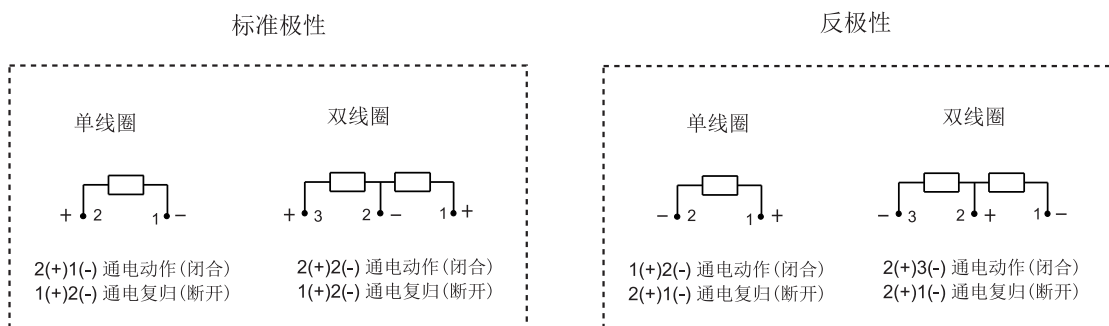 标准极性
反极性
单线圈
双线圈
+ 2 1 −
+ 3 2 − 1 +
2(+)1(-) 通电动作(闭合)
1(+)2(-) 通电复归(断开)
2(+)2(-) 通电动作(闭合)
1(+)2(-) 通电复归(断开)
单线圈
双线圈
− 2 1 +
− 3 2 + 1 −
1(+)2(-) 通电动作(闭合)
2(+)1(-) 通电复归(断开)
2(+)3(-) 通电动作(闭合)
2(+)1(-) 通电复归(断开)